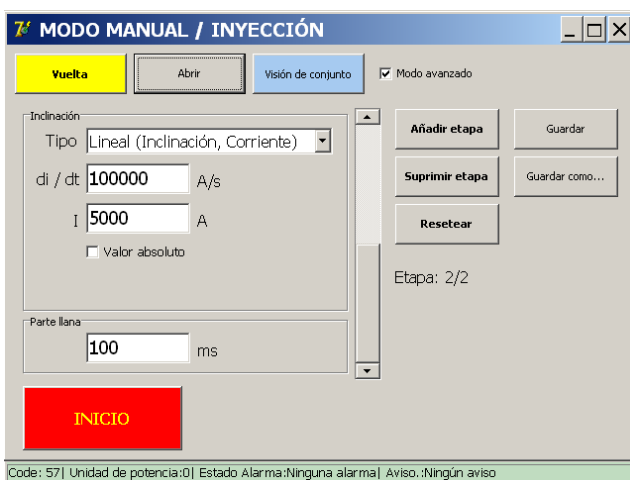 MODO MANUAL / INYECCIÓN
Vuelta
Abrir
Visión de conjunto
Modo avanzado
Inclinación
Tipo Lineal (Inclinación, Corriente)
di / dt 100000 A/s
I 5000 A
Valor absoluto
Parte llana
100 ms
Añadir etapa
Guardar
Suprimir etapa
Guardar como...
Resetear
Etapa: 2/2
INICIO
Code: 57| Unidad de potencia:0| Estado Alarma:Ninguna alarma| Aviso.:Ningún aviso